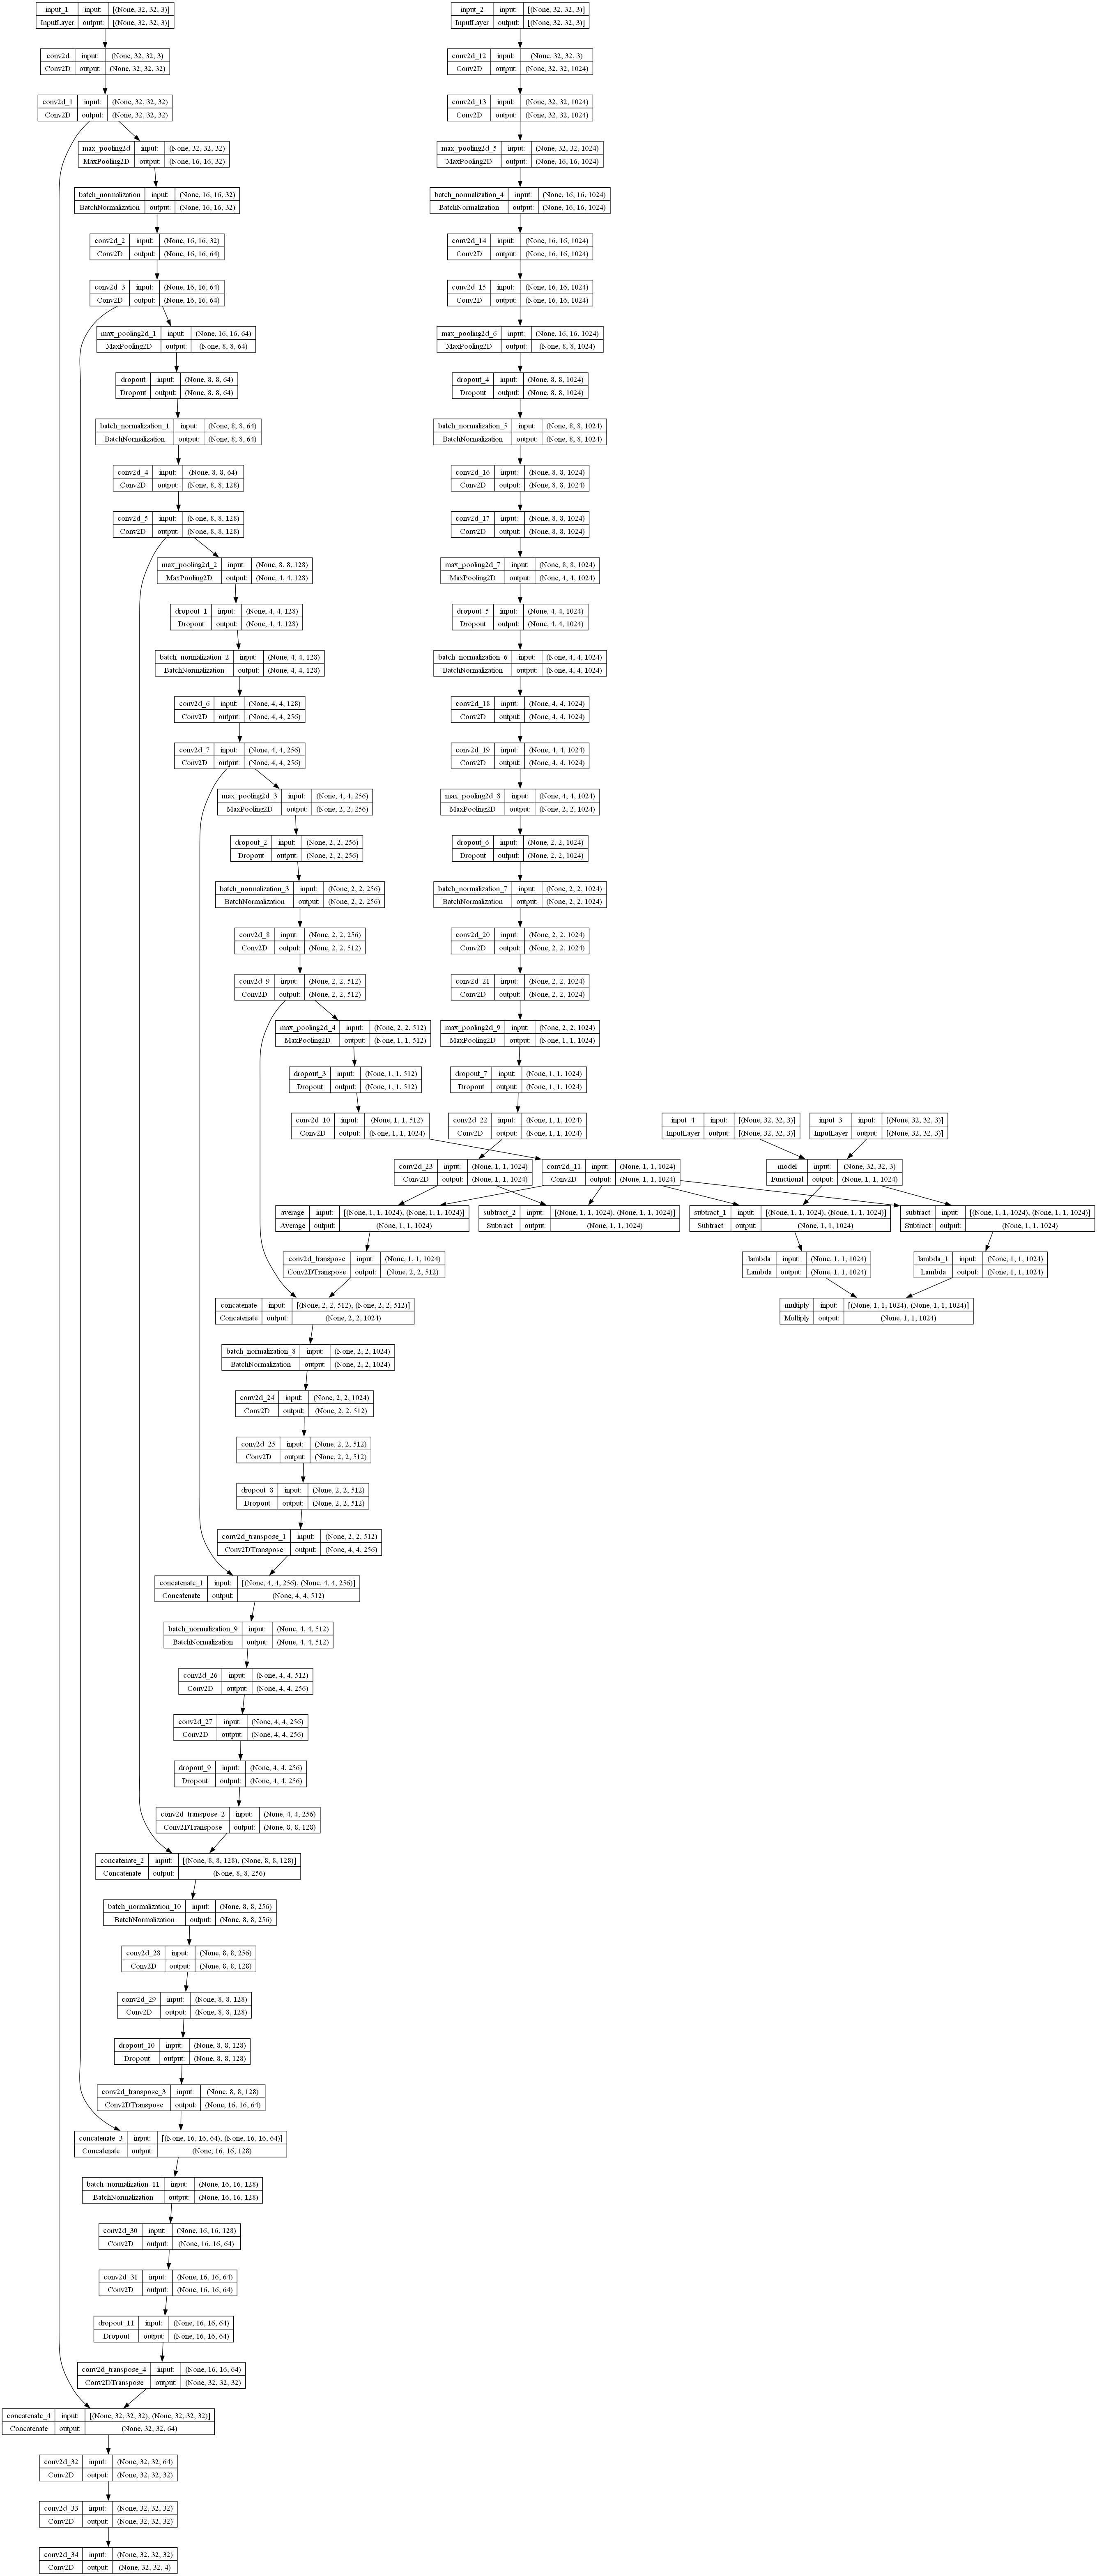 input_1 input: [(None, 32, 32, 3)]
InputLayer output: [(None, 32, 32, 3)]
input_2 input: [(None, 32, 32, 3)]
InputLayer output: [(None, 32, 32, 3)]
conv2d input: (None, 32, 32, 3)
Conv2D output: (None, 32, 32, 32)
conv2d_12 input: (None, 32, 32, 3)
Conv2D output: (None, 32, 32, 1024)
conv2d_1 input: (None, 32, 32, 32)
Conv2D output: (None, 32, 32, 32)
conv2d_13 input: (None, 32, 32, 1024)
Conv2D output: (None, 32, 32, 1024)
max_pooling2d input: (None, 32, 32, 32)
MaxPooling2D output: (None, 16, 16, 32)
max_pooling2d_5 input: (None, 32, 32, 1024)
MaxPooling2D output: (None, 16, 16, 1024)
batch_normalization input: (None, 16, 16, 32)
BatchNormalization output: (None, 16, 16, 32)
batch_normalization_4 input: (None, 16, 16, 1024)
BatchNormalization output: (None, 16, 16, 1024)
conv2d_2 input: (None, 16, 16, 32)
Conv2D output: (None, 16, 16, 64)
conv2d_14 input: (None, 16, 16, 1024)
Conv2D output: (None, 16, 16, 1024)
conv2d_3 input: (None, 16, 16, 64)
Conv2D output: (None, 16, 16, 64)
conv2d_15 input: (None, 16, 16, 1024)
Conv2D output: (None, 16, 16, 1024)
max_pooling2d_1 input: (None, 16, 16, 64)
MaxPooling2D output: (None, 8, 8, 64)
max_pooling2d_6 input: (None, 16, 16, 1024)
MaxPooling2D output: (None, 8, 8, 1024)
dropout input: (None, 8, 8, 64)
Dropout output: (None, 8, 8, 64)
dropout_4 input: (None, 8, 8, 1024)
Dropout output: (None, 8, 8, 1024)
batch_normalization_1 input: (None, 8, 8, 64)
BatchNormalization output: (None, 8, 8, 64)
batch_normalization_5 input: (None, 8, 8, 1024)
BatchNormalization output: (None, 8, 8, 1024)
conv2d_4 input: (None, 8, 8, 64)
Conv2D output: (None, 8, 8, 128)
conv2d_16 input: (None, 8, 8, 1024)
Conv2D output: (None, 8, 8, 1024)
conv2d_5 input: (None, 8, 8, 128)
Conv2D output: (None, 8, 8, 128)
conv2d_17 input: (None, 8, 8, 1024)
Conv2D output: (None, 8, 8, 1024)
max_pooling2d_2 input: (None, 8, 8, 128)
MaxPooling2D output: (None, 4, 4, 128)
max_pooling2d_7 input: (None, 8, 8, 1024)
MaxPooling2D output: (None, 4, 4, 1024)
dropout_1 input: (None, 4, 4, 128)
Dropout output: (None, 4, 4, 128)
dropout_5 input: (None, 4, 4, 1024)
Dropout output: (None, 4, 4, 1024)
batch_normalization_2 input: (None, 4, 4, 128)
BatchNormalization output: (None, 4, 4, 128)
batch_normalization_6 input: (None, 4, 4, 1024)
BatchNormalization output: (None, 4, 4, 1024)
conv2d_6 input: (None, 4, 4, 128)
Conv2D output: (None, 4, 4, 256)
conv2d_18 input: (None, 4, 4, 1024)
Conv2D output: (None, 4, 4, 1024)
conv2d_7 input: (None, 4, 4, 256)
Conv2D output: (None, 4, 4, 256)
conv2d_19 input: (None, 4, 4, 1024)
Conv2D output: (None, 4, 4, 1024)
max_pooling2d_3 input: (None, 4, 4, 256)
MaxPooling2D output: (None, 2, 2, 256)
max_pooling2d_8 input: (None, 4, 4, 1024)
MaxPooling2D output: (None, 2, 2, 1024)
dropout_2 input: (None, 2, 2, 256)
Dropout output: (None, 2, 2, 256)
dropout_6 input: (None, 2, 2, 1024)
Dropout output: (None, 2, 2, 1024)
batch_normalization_3 input: (None, 2, 2, 256)
BatchNormalization output: (None, 2, 2, 256)
batch_normalization_7 input: (None, 2, 2, 1024)
BatchNormalization output: (None, 2, 2, 1024)
conv2d_8 input: (None, 2, 2, 256)
Conv2D output: (None, 2, 2, 512)
conv2d_20 input: (None, 2, 2, 1024)
Conv2D output: (None, 2, 2, 1024)
conv2d_9 input: (None, 2, 2, 512)
Conv2D output: (None, 2, 2, 512)
conv2d_21 input: (None, 2, 2, 1024)
Conv2D output: (None, 2, 2, 1024)
max_pooling2d_4 input: (None, 2, 2, 512)
MaxPooling2D output: (None, 1, 1, 512)
max_pooling2d_9 input: (None, 2, 2, 1024)
MaxPooling2D output: (None, 1, 1, 1024)
dropout_3 input: (None, 1, 1, 512)
Dropout output: (None, 1, 1, 512)
dropout_7 input: (None, 1, 1, 1024)
Dropout output: (None, 1, 1, 1024)
conv2d_10 input: (None, 1, 1, 512)
Conv2D output: (None, 1, 1, 1024)
conv2d_22 input: (None, 1, 1, 1024)
Conv2D output: (None, 1, 1, 1024)
input_4 input: [(None, 32, 32, 3)]
InputLayer output: [(None, 32, 32, 3)]
input_3 input: [(None, 32, 32, 3)]
InputLayer output: [(None, 32, 32, 3)]
conv2d_23 input: (None, 1, 1, 1024)
Conv2D output: (None, 1, 1, 1024)
conv2d_11 input: (None, 1, 1, 1024)
Conv2D output: (None, 1, 1, 1024)
model input: (None, 32, 32, 3)
Functional output: (None, 1, 1, 1024)
average input: [(None, 1, 1, 1024), (None, 1, 1, 1024)]
Average output: (None, 1, 1, 1024)
subtract_2 input: [(None, 1, 1, 1024), (None, 1, 1, 1024)]
Subtract output: (None, 1, 1, 1024)
subtract_1 input: [(None, 1, 1, 1024), (None, 1, 1, 1024)]
Subtract output: (None, 1, 1, 1024)
subtract input: [(None, 1, 1, 1024), (None, 1, 1, 1024)]
Subtract output: (None, 1, 1, 1024)
conv2d_transpose input: (None, 1, 1, 1024)
Conv2DTranspose output: (None, 2, 2, 512)
lambda input: (None, 1, 1, 1024)
Lambda output: (None, 1, 1, 1024)
lambda_1 input: (None, 1, 1, 1024)
Lambda output: (None, 1, 1, 1024)
concatenate input: [(None, 2, 2, 512), (None, 2, 2, 512)]
Concatenate output: (None, 2, 2, 1024)
multiply input: [(None, 1, 1, 1024), (None, 1, 1, 1024)]
Multiply output: (None, 1, 1, 1024)
batch_normalization_8 input: (None, 2, 2, 1024)
BatchNormalization output: (None, 2, 2, 1024)
conv2d_24 input: (None, 2, 2, 1024)
Conv2D output: (None, 2, 2, 512)
conv2d_25 input: (None, 2, 2, 512)
Conv2D output: (None, 2, 2, 512)
dropout_8 input: (None, 2, 2, 512)
Dropout output: (None, 2, 2, 512)
conv2d_transpose_1 input: (None, 2, 2, 512)
Conv2DTranspose output: (None, 4, 4, 256)
concatenate_1 input: [(None, 4, 4, 256), (None, 4, 4, 256)]
Concatenate output: (None, 4, 4, 512)
batch_normalization_9 input: (None, 4, 4, 512)
BatchNormalization output: (None, 4, 4, 512)
conv2d_26 input: (None, 4, 4, 512)
Conv2D output: (None, 4, 4, 256)
conv2d_27 input: (None, 4, 4, 256)
Conv2D output: (None, 4, 4, 256)
dropout_9 input: (None, 4, 4, 256)
Dropout output: (None, 4, 4, 256)
conv2d_transpose_2 input: (None, 4, 4, 256)
Conv2DTranspose output: (None, 8, 8, 128)
concatenate_2 input: [(None, 8, 8, 128), (None, 8, 8, 128)]
Concatenate output: (None, 8, 8, 256)
batch_normalization_10 input: (None, 8, 8, 256)
BatchNormalization output: (None, 8, 8, 256)
conv2d_28 input: (None, 8, 8, 256)
Conv2D output: (None, 8, 8, 128)
conv2d_29 input: (None, 8, 8, 128)
Conv2D output: (None, 8, 8, 128)
dropout_10 input: (None, 8, 8, 128)
Dropout output: (None, 8, 8, 128)
conv2d_transpose_3 input: (None, 8, 8, 128)
Conv2DTranspose output: (None, 16, 16, 64)
concatenate_3 input: [(None, 16, 16, 64), (None, 16, 16, 64)]
Concatenate output: (None, 16, 16, 128)
batch_normalization_11 input: (None, 16, 16, 128)
BatchNormalization output: (None, 16, 16, 128)
conv2d_30 input: (None, 16, 16, 128)
Conv2D output: (None, 16, 16, 64)
conv2d_31 input: (None, 16, 16, 64)
Conv2D output: (None, 16, 16, 64)
dropout_11 input: (None, 16, 16, 64)
Dropout output: (None, 16, 16, 64)
conv2d_transpose_4 input: (None, 16, 16, 64)
Conv2DTranspose output: (None, 32, 32, 32)
concatenate_4 input: [(None, 32, 32, 32), (None, 32, 32, 32)]
Concatenate output: (None, 32, 32, 64)
conv2d_32 input: (None, 32, 32, 64)
Conv2D output: (None, 32, 32, 32)
conv2d_33 input: (None, 32, 32, 32)
Conv2D output: (None, 32, 32, 32)
conv2d_34 input: (None, 32, 32, 32)
Conv2D output: (None, 32, 32, 4)